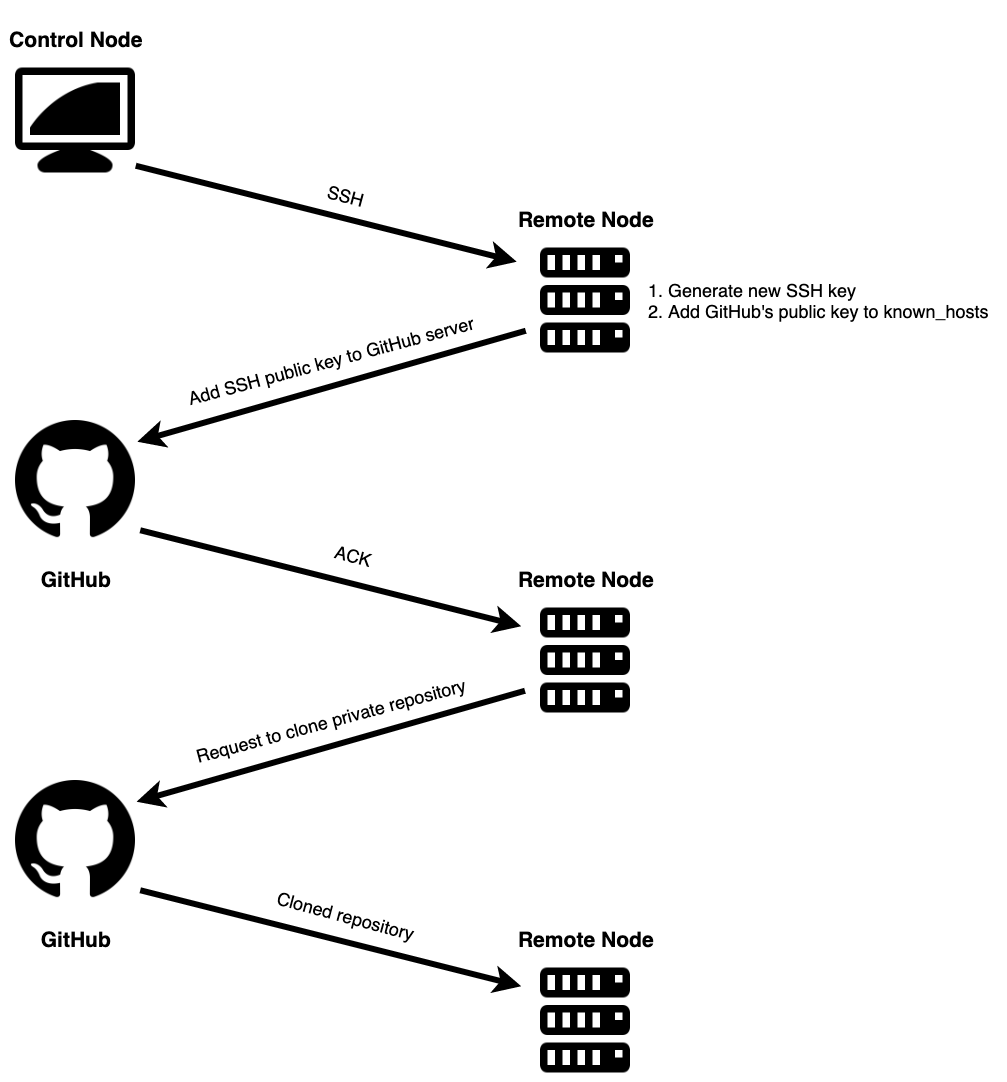 Control Node
SSH
Remote Node
1. Generate new SSH key
2. Add GitHub's public key to known_hosts
Add SSH public key to GitHub server
GitHub
ACK
Remote Node
Request to clone private repository
GitHub
Cloned repository
Remote Node